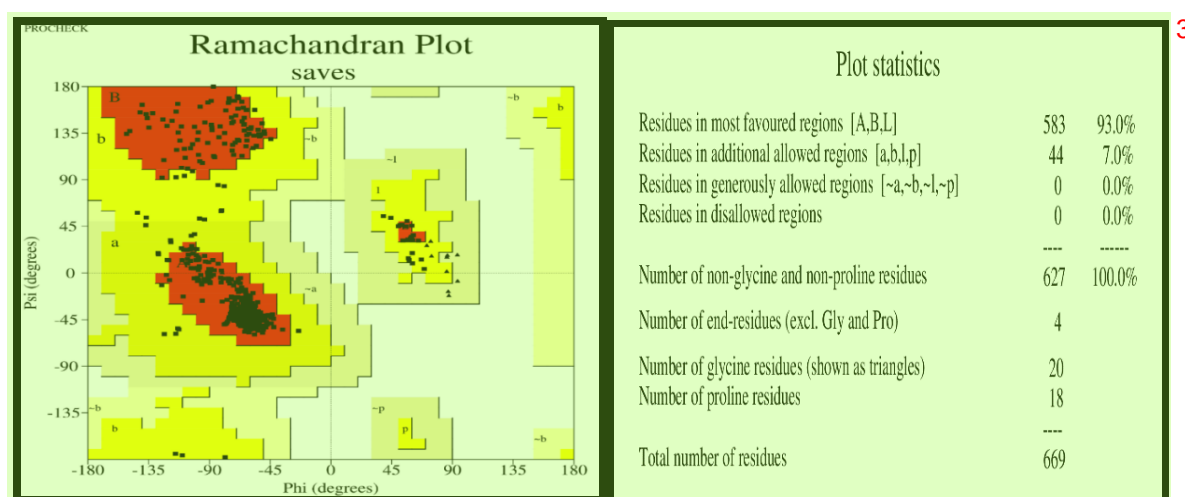 PROCHECK
Ramachandran Plot
saves
180
B
~b
b
b
135
~b
~l
90
l
45
a
0
~a
-45
-90
-135
~b
~p
b
p
~b
-180 -135 -90 -45 0 45 90 135 180
Phi (degrees)
Psi (degrees)
Plot statistics
Residues in most favoured regions [A,B,L] 583 93.0%
Residues in additional allowed regions [a,b,l,p] 44 7.0%
Residues in generously allowed regions [~a,~b,~l,~p] 0 0.0%
Residues in disallowed regions 0 0.0%
---- ------
Number of non-glycine and non-proline residues 627 100.0%
Number of end-residues (excl. Gly and Pro) 4
Number of glycine residues (shown as triangles) 20
Number of proline residues 18
----
Total number of residues 669
3